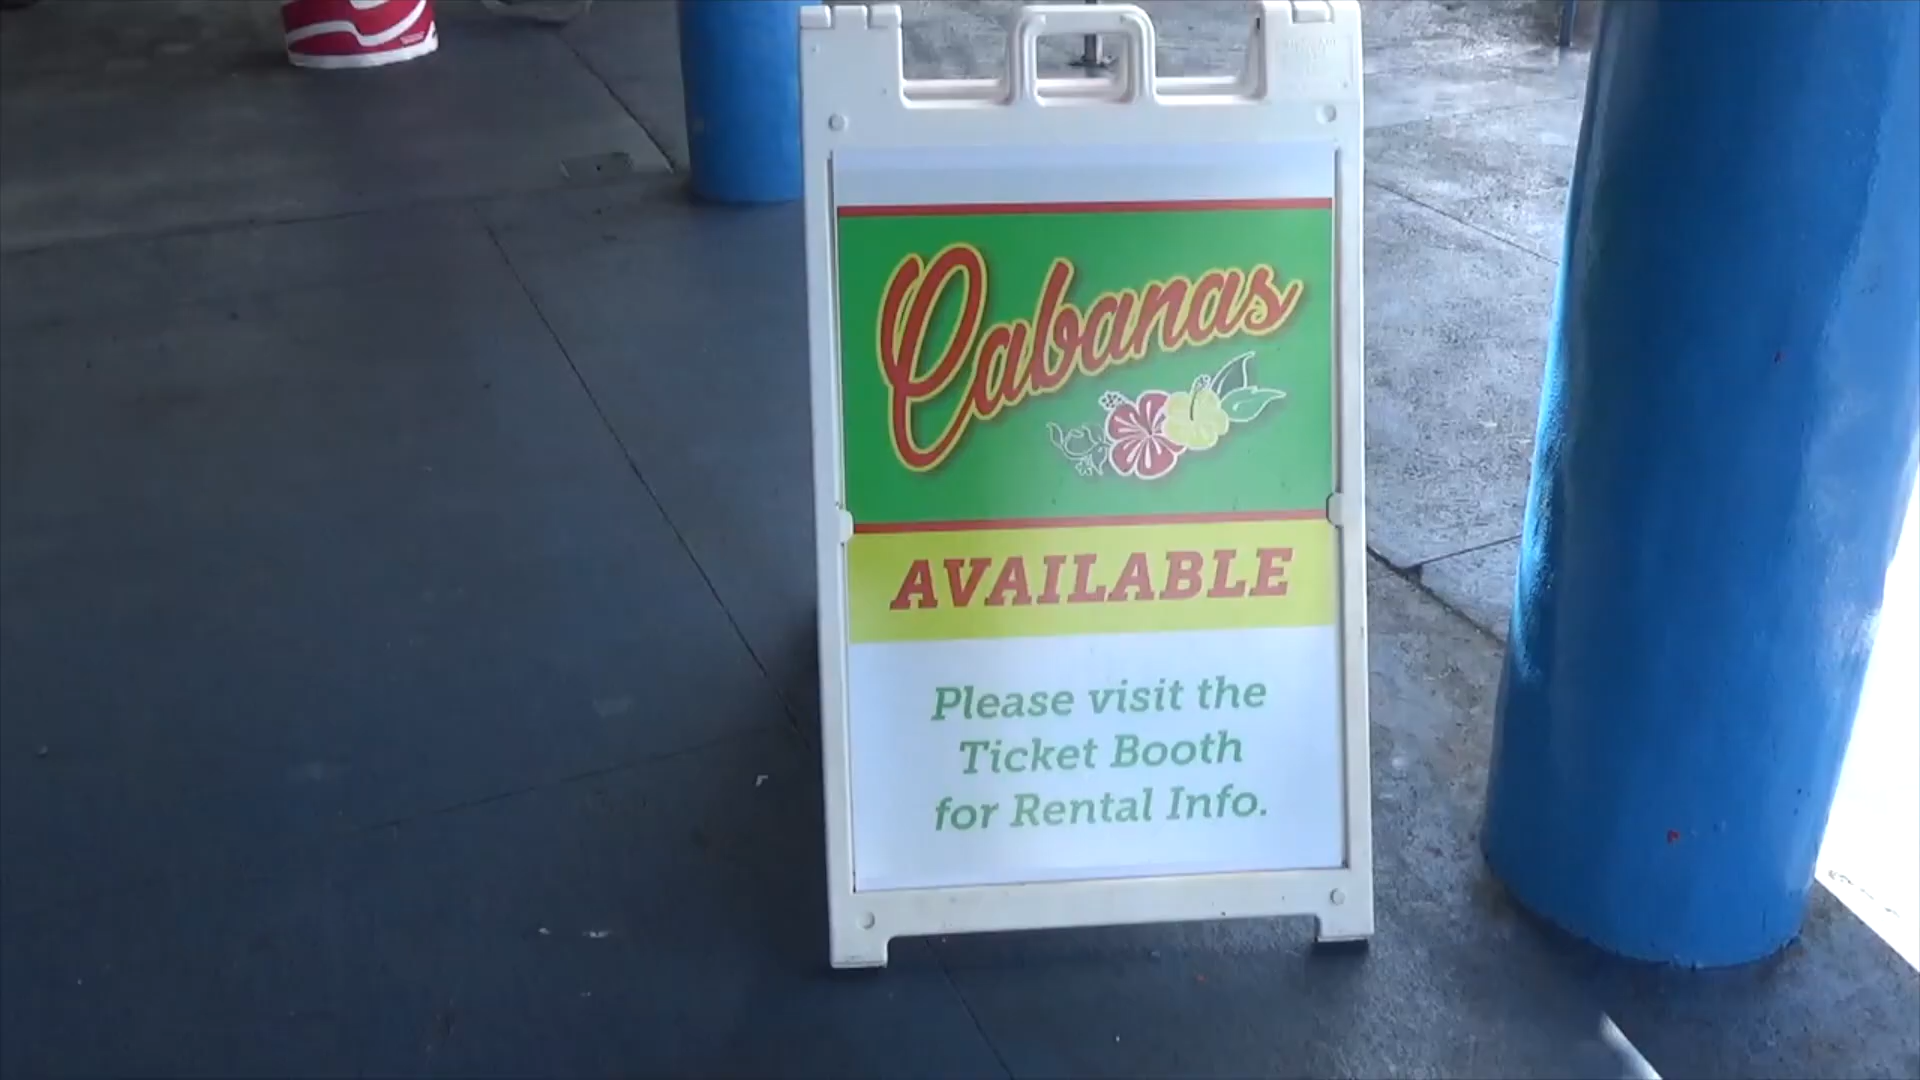 Cabanas
AVAILABLE
Please visit the
Ticket Booth
for Rental Info.